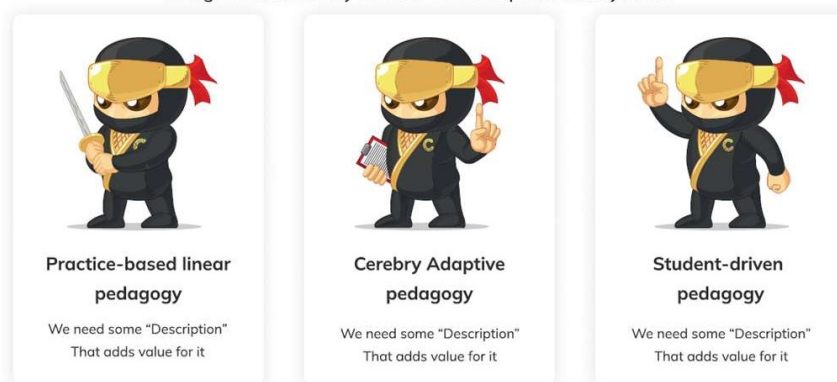 Practice-based linear
pedagogy
We need some “Description”
That adds value for it
Cerebry Adaptive
pedagogy
We need some “Description”
That adds value for it
Student-driven
pedagogy
We need some “Description”
That adds value for it